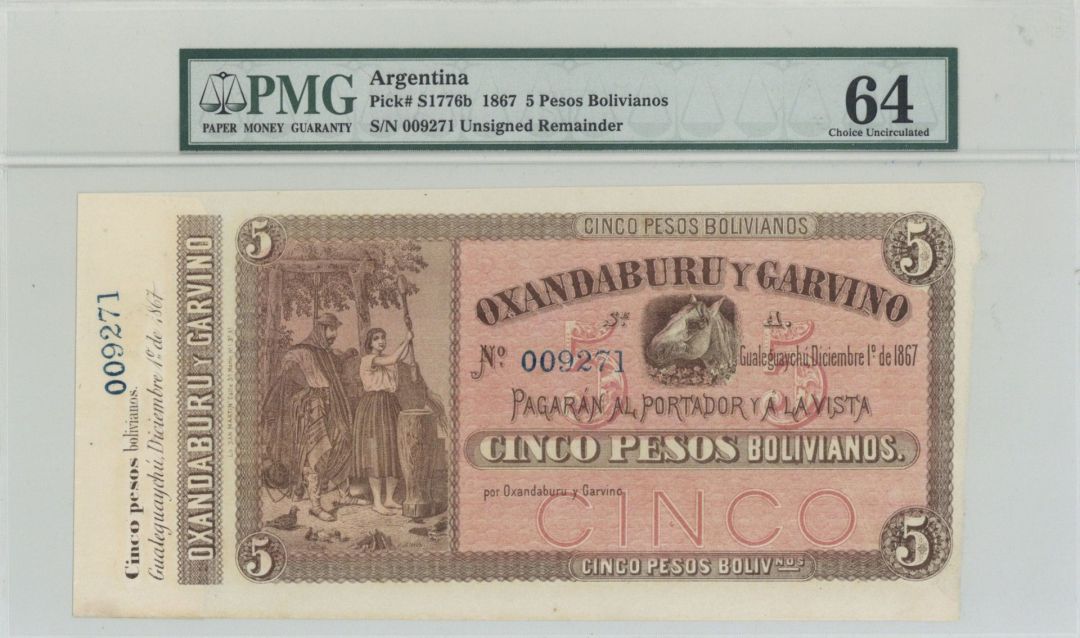 PMG
PAPER MONEY GUARANTY
Argentina
Pick# S1776b 1867 5 Pesos Bolivianos
S/N 009271 Unsigned Remainder
64
Choice Uncirculated
009271
Cinco pesos bolivianos.
Gualeguaychú, Diciembre 1º de 1867
OXANDABURU Y GARVINO
5
CINCO PESOS BOLIVIANOS
5
OXANDABURU Y GARVINO
5 5
Nº 009271
Gualeguaychú Diciembre 1º de 1867
PAGARÁN AL PORTADOR Y A LA VISTA
CINCO PESOS BOLIVIANOS.
por Oxandaburu y Garvino
CINCO
5
CINCO PESOS BOLIVNOS
5